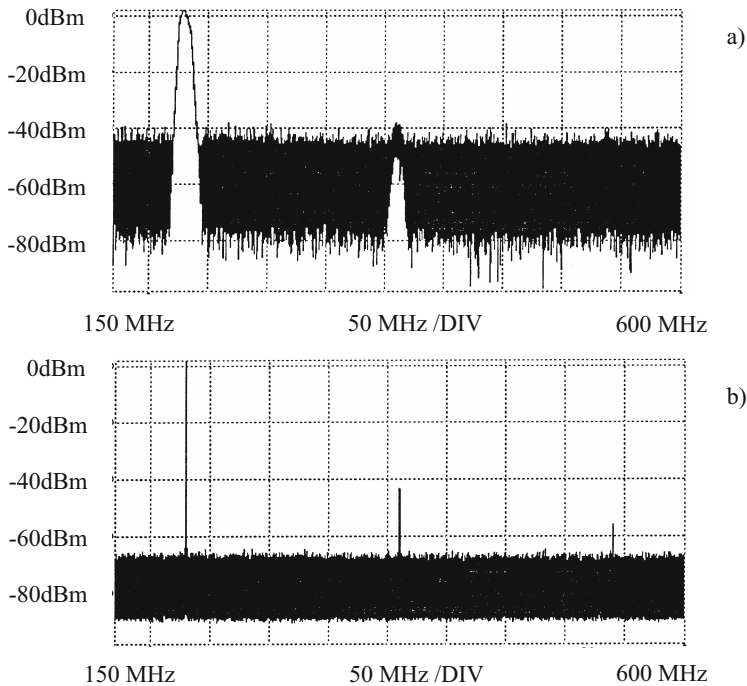 0dBm
a)
-20dBm
-40dBm
-60dBm
-80dBm
150 MHz 50 MHz /DIV 600 MHz
0dBm
b)
-20dBm
-40dBm
-60dBm
-80dBm
150 MHz 50 MHz/DIV 600 MHz